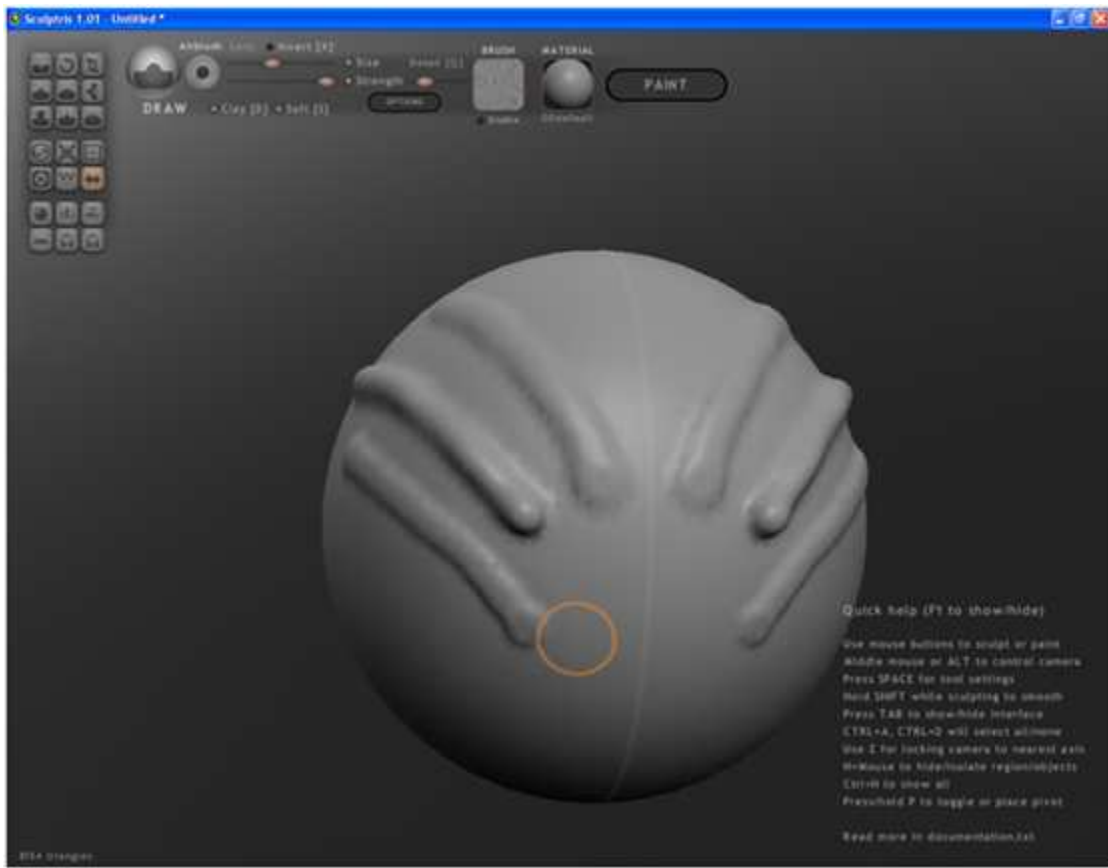 Sculptris 1.01 - Untitled *
Airbrush Lazy Invert [X]
Size Detail [Q]
Strength
DRAW Clay [D] Soft [S]
OPTIONS
BRUSH
Enable
MATERIAL
PAINT
Quick help (F1 to show/hide)
Use mouse buttons to sculpt or paint
Middle mouse or ALT to control camera
Press SPACE for tool settings
Hold SHIFT while sculpting to smooth
Press TAB to show/hide interface
CTRL+A, CTRL+D will select all/none
Use Z for locking camera to nearest axis
H+Mouse to hide/isolate region/objects
Ctrl+H to show all
Press/hold P to toggle or place pivot
Read more in documentation.txt
triangles